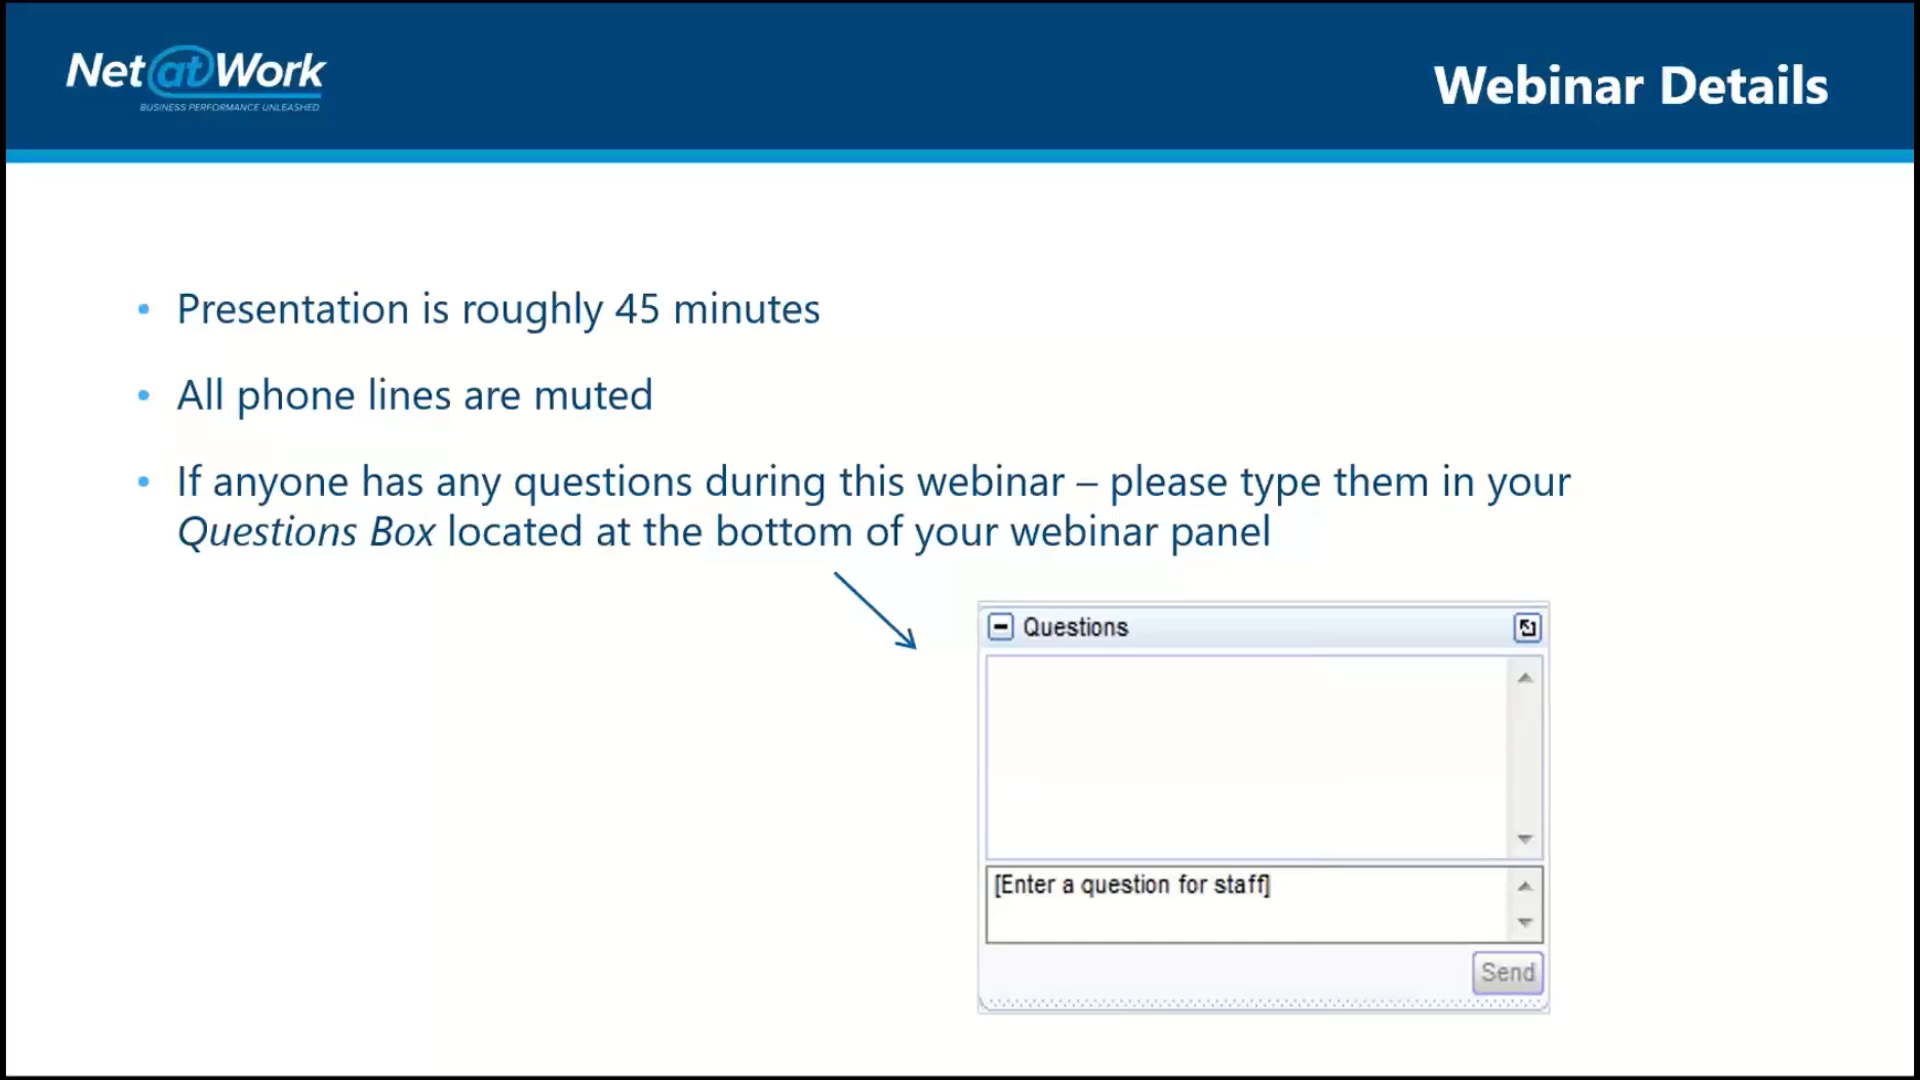 Net at Work
BUSINESS PERFORMANCE UNLEASHED
Webinar Details
• Presentation is roughly 45 minutes
• All phone lines are muted
• If anyone has any questions during this webinar – please type them in your
Questions Box located at the bottom of your webinar panel
Questions
[Enter a question for staff]
Send